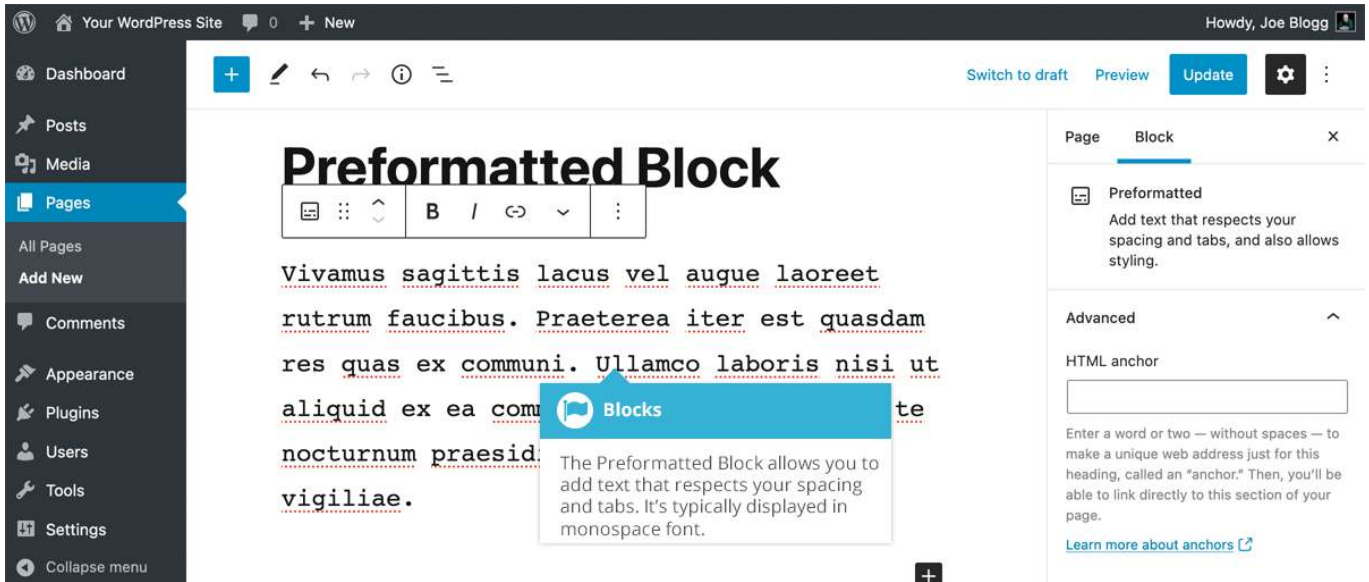 Your WordPress Site 0 New Howdy, Joe Blogg
Dashboard
Posts
Media
Pages
All Pages
Add New
Comments
Appearance
Plugins
Users
Tools
Settings
Collapse menu
Switch to draft Preview Update
Preformatted Block
B I
Vivamus sagittis lacus vel augue laoreet
rutrum faucibus. Praeterea iter est quasdam
res quas ex communi. Ullamco laboris nisi ut
aliquid ex ea te
nocturnum
vigiliae.
Blocks
The Preformatted Block allows you to
add text that respects your spacing
and tabs. It's typically displayed in
monospace font.
Page Block
Preformatted
Add text that respects your
spacing and tabs, and also allows
styling.
Advanced
HTML anchor
Enter a word or two — without spaces — to
make a unique web address just for this
heading, called an “anchor.” Then, you'll be
able to link directly to this section of your
page.
Learn more about anchors